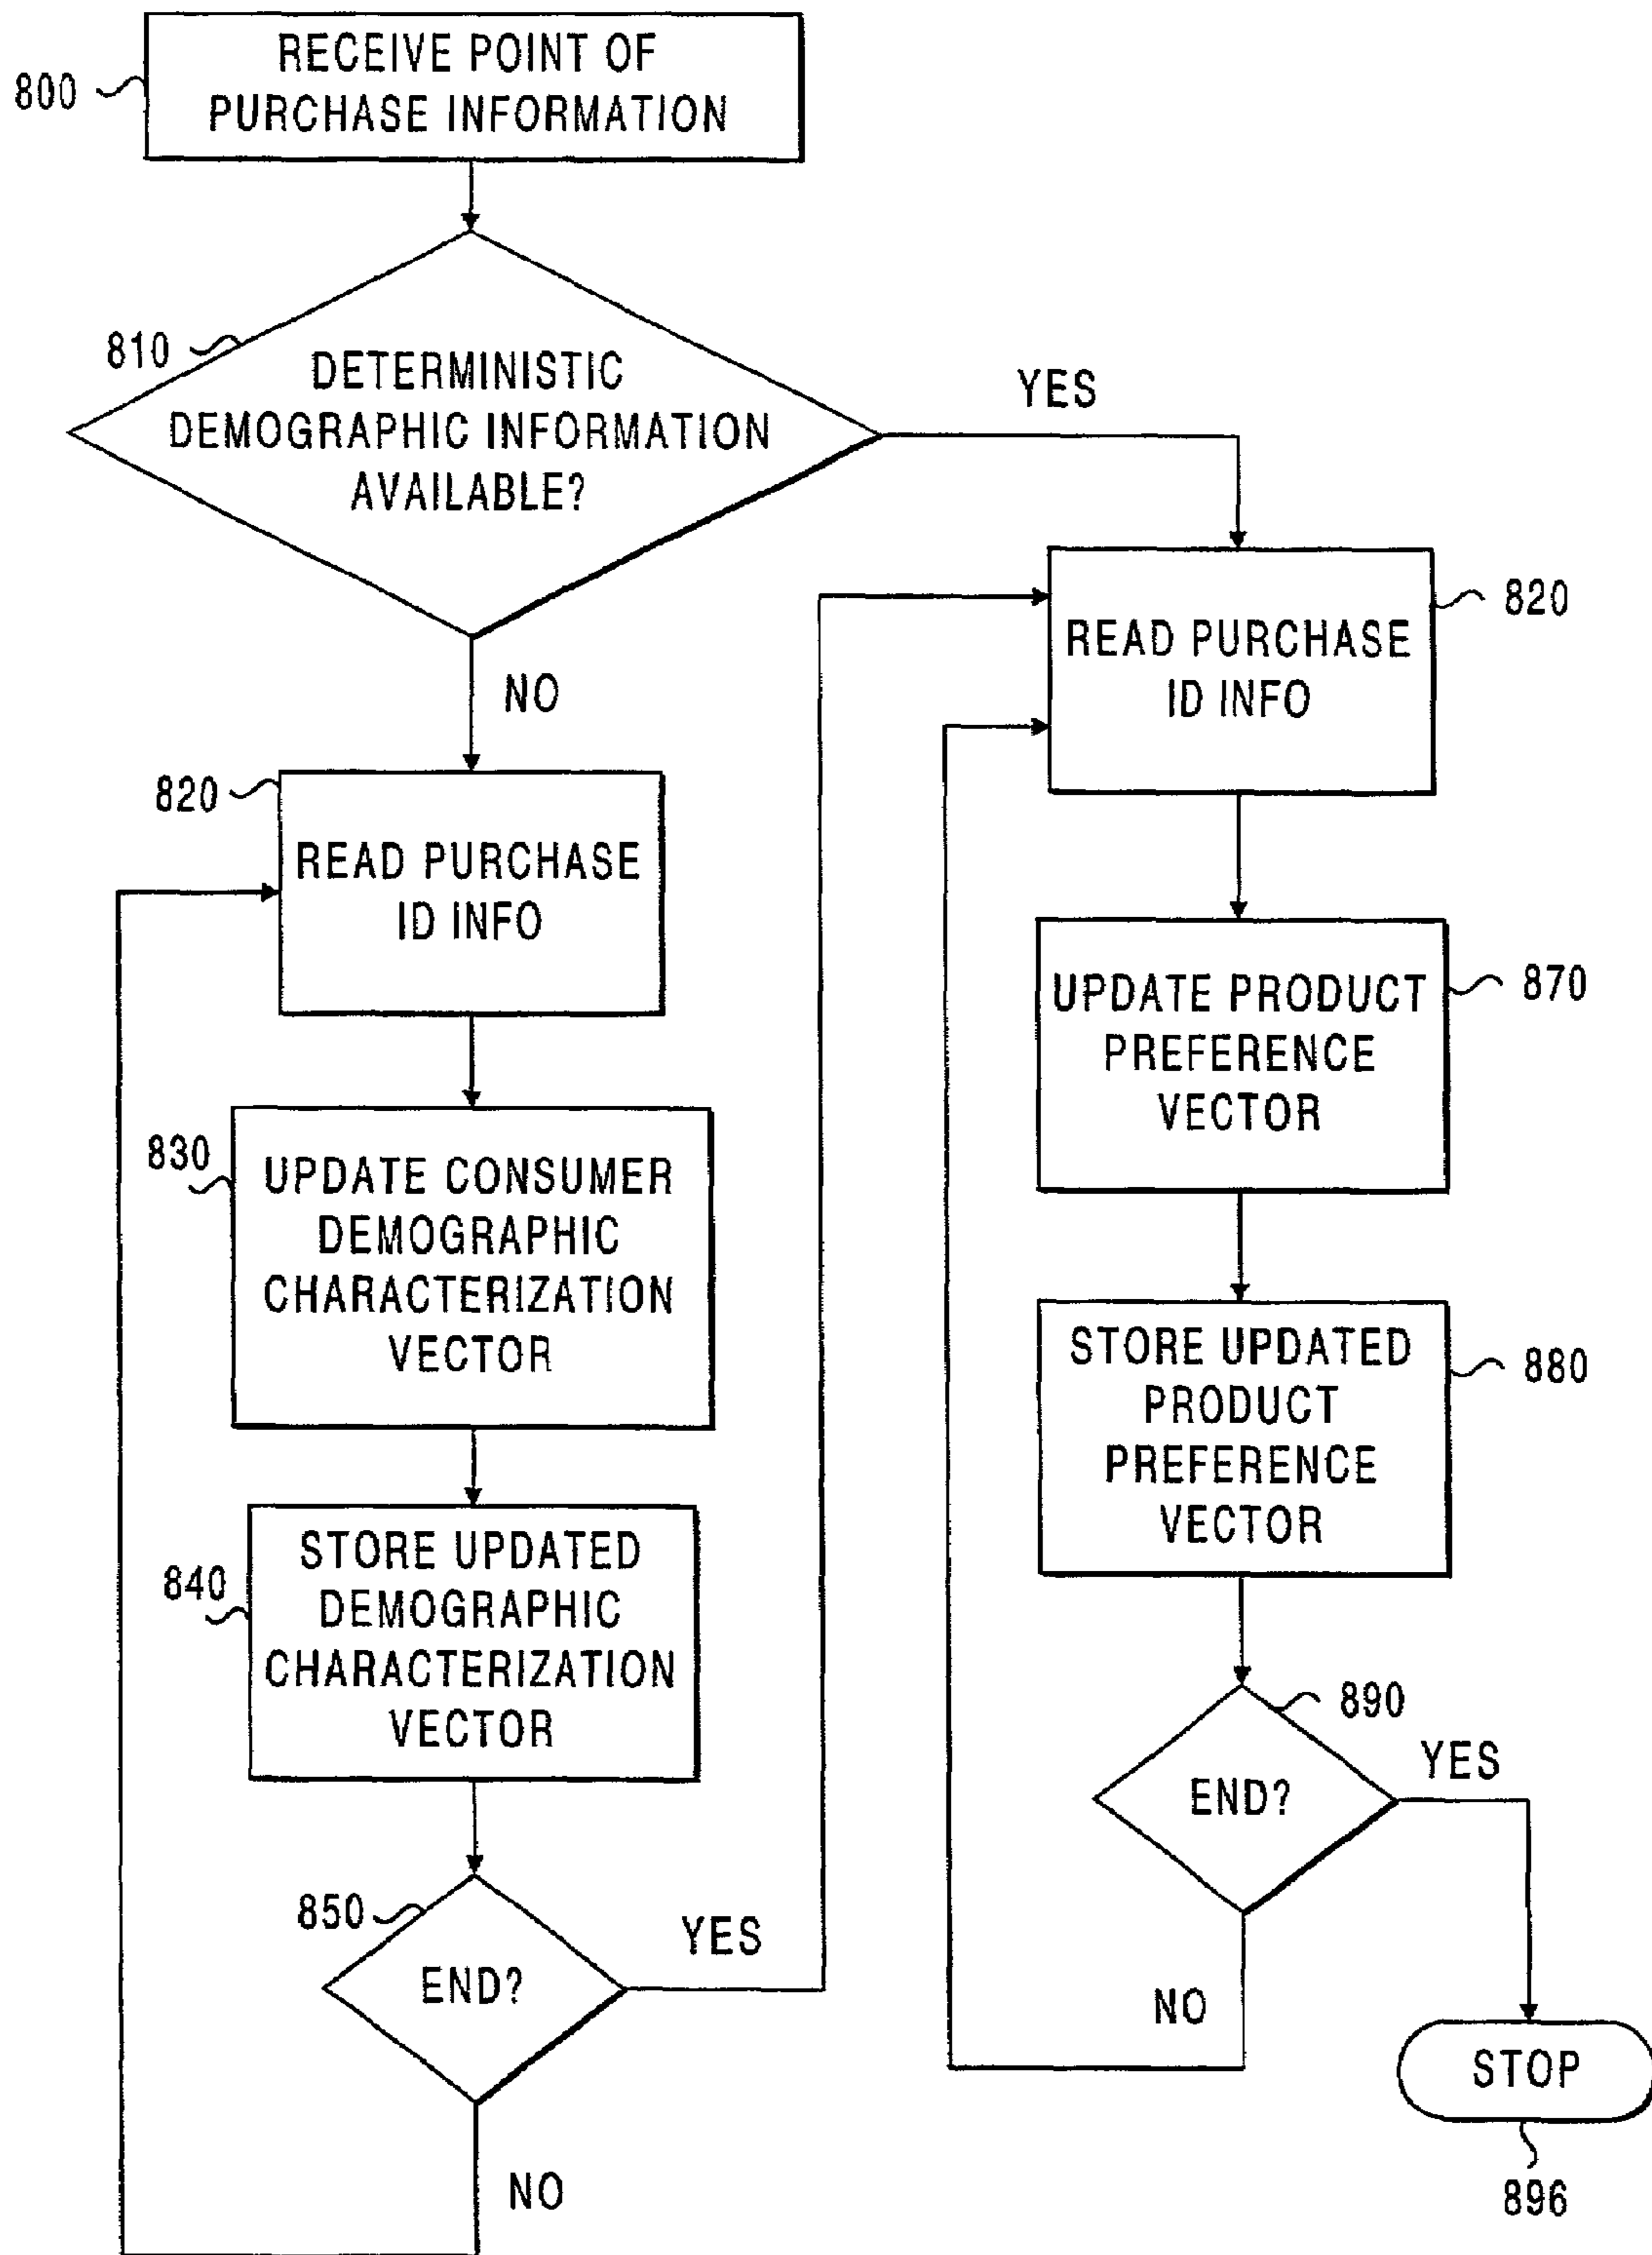 800
RECEIVE POINT OF
PURCHASE INFORMATION
810
DETERMINISTIC
DEMOGRAPHIC INFORMATION
AVAILABLE?
YES
NO
820
READ PURCHASE
ID INFO
820
READ PURCHASE
ID INFO
830
UPDATE CONSUMER
DEMOGRAPHIC
CHARACTERIZATION
VECTOR
870
UPDATE PRODUCT
PREFERENCE
VECTOR
840
STORE UPDATED
DEMOGRAPHIC
CHARACTERIZATION
VECTOR
880
STORE UPDATED
PRODUCT
PREFERENCE
VECTOR
850
END?
YES
NO
890
END?
YES
NO
STOP
896